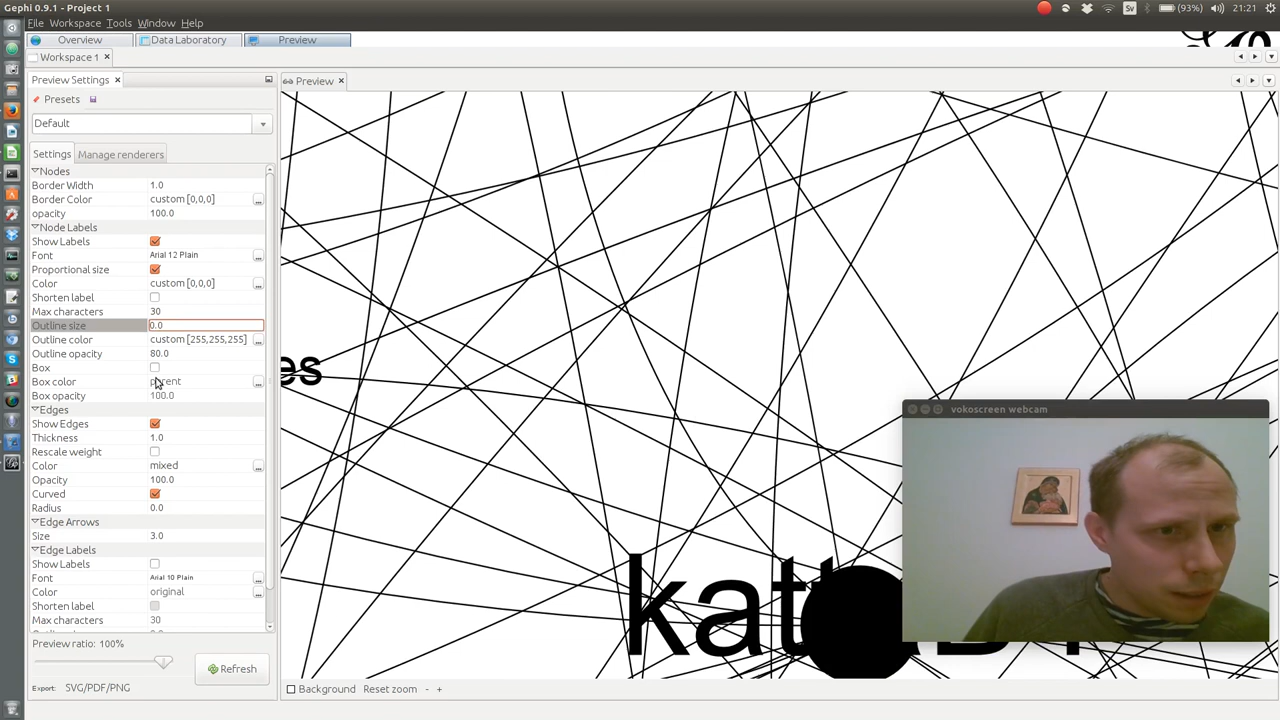 Gephi 0.9.1 - Project 1
Sv
(93%)
21:21
File Workspace Tools Window Help
Overview
Data Laboratory
Preview
Workspace 1 ×
Preview Settings ×
Preview ×
Presets
Default
Settings
Manage renderers
Nodes
Border Width 1.0
Border Color custom [0,0,0] ...
opacity 100.0
Node Labels
Show Labels
Font Arial 12 Plain ...
Proportional size
Color custom [0,0,0] ...
Shorten label
Max characters 30
Outline size 0.0
Outline color custom [255,255,255] ...
Outline opacity 80.0
Box
Box color parent ...
Box opacity 100.0
Edges
Show Edges
Thickness 1.0
Rescale weight
Color mixed ...
Opacity 100.0
Curved
Radius 0.0
Edge Arrows
Size 3.0
Edge Labels
Show Labels
Font Arial 10 Plain ...
Color original ...
Shorten label
Max characters 30
Preview ratio: 100%
Refresh
Export: SVG/PDF/PNG
es
vokoscreen webcam
Background Reset zoom - +